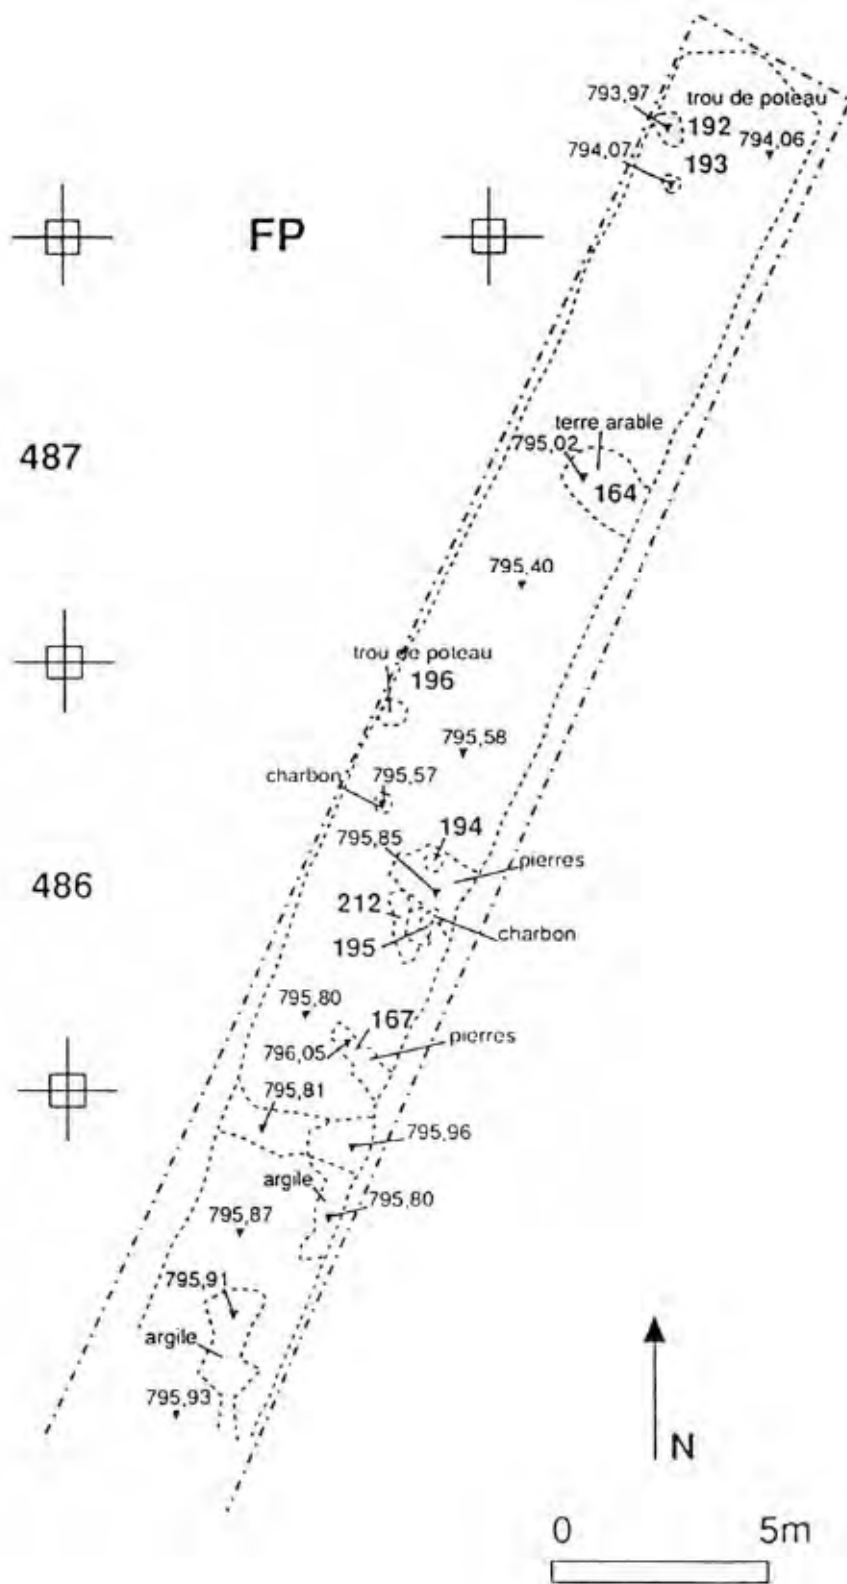 793,97
trou de poteau
192
794,06
794,07
193
FP
487
terre arable
795,02
164
795,40
trou de poteau
196
795,58
charbon
795,57
194
795,85
pierres
486
212
195
charbon
795,80
167
796,05
pierres
795,81
795,96
argile
795,80
795,87
795,91
argile
795,93
N
0 5m